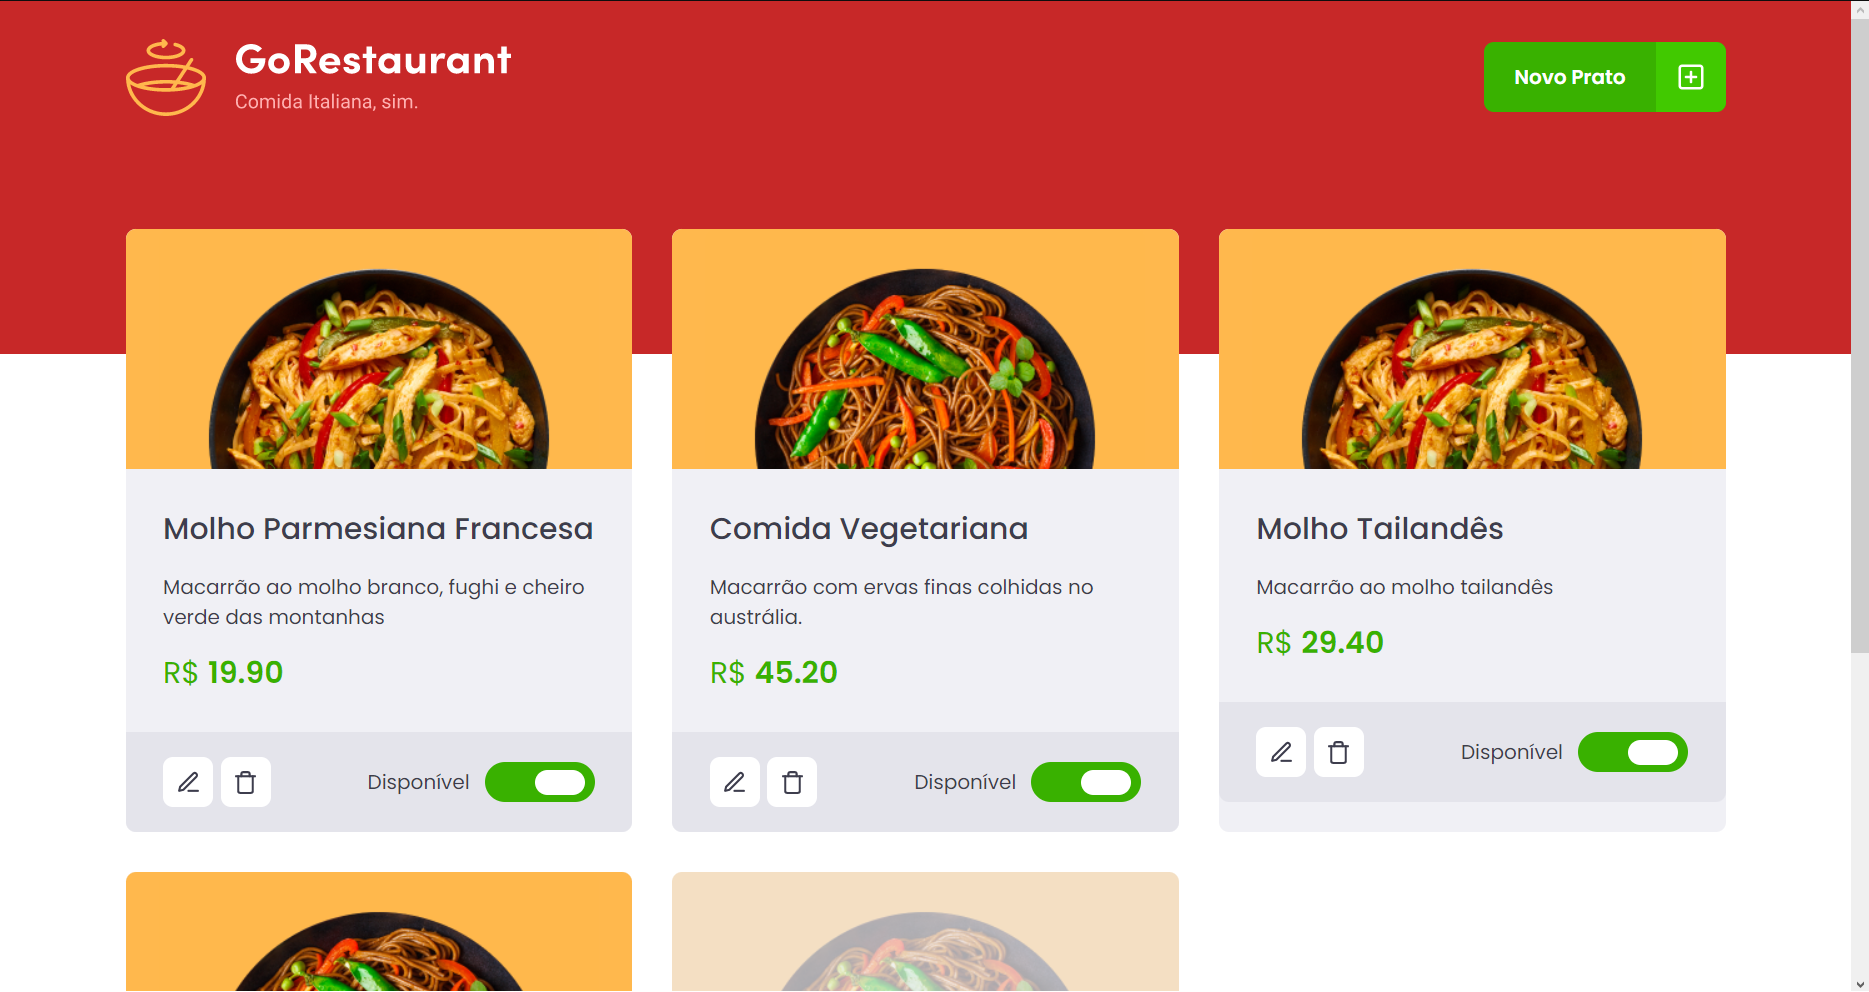 GoRestaurant
Comida Italiana, sim.
Novo Prato
Molho Parmesiana Francesa
Macarrão ao molho branco, fughi e cheiro
verde das montanhas
R$ 19.90
Disponível
Comida Vegetariana
Macarrão com ervas finas colhidas no
austrália.
R$ 45.20
Disponível
Molho Tailandês
Macarrão ao molho tailandês
R$ 29.40
Disponível